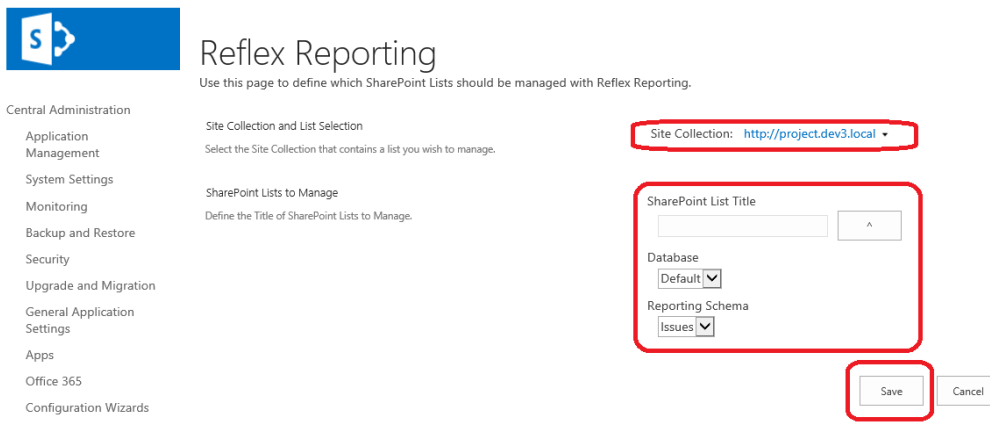 S
Reflex Reporting
Use this page to define which SharePoint Lists should be managed with Reflex Reporting.
Central Administration
Application
Management
System Settings
Monitoring
Backup and Restore
Security
Upgrade and Migration
General Application
Settings
Apps
Office 365
Configuration Wizards
Site Collection and List Selection
Select the Site Collection that contains a list you wish to manage.
Site Collection: http://project.dev3.local
SharePoint Lists to Manage
Define the Title of SharePoint Lists to Manage.
SharePoint List Title
^
Database
Default
Reporting Schema
Issues
Save Cancel